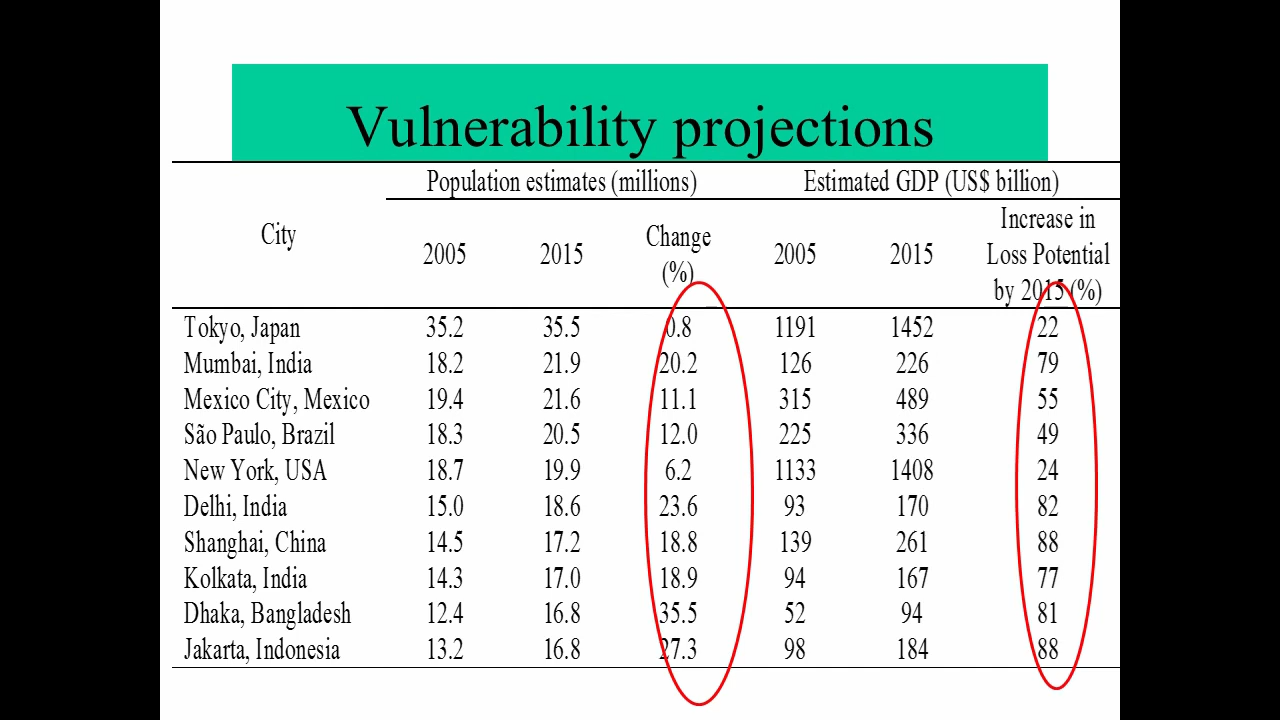 Vulnerability projections
Population estimates (millions) Estimated GDP (US$ billion)
City 2005 2015 Change (%) 2005 2015 Increase in Loss Potential by 2015 (%)
Tokyo, Japan 35.2 35.5 0.8 1191 1452 22
Mumbai, India 18.2 21.9 20.2 126 226 79
Mexico City, Mexico 19.4 21.6 11.1 315 489 55
São Paulo, Brazil 18.3 20.5 12.0 225 336 49
New York, USA 18.7 19.9 6.2 1133 1408 24
Delhi, India 15.0 18.6 23.6 93 170 82
Shanghai, China 14.5 17.2 18.8 139 261 88
Kolkata, India 14.3 17.0 18.9 94 167 77
Dhaka, Bangladesh 12.4 16.8 35.5 52 94 81
Jakarta, Indonesia 13.2 16.8 27.3 98 184 88